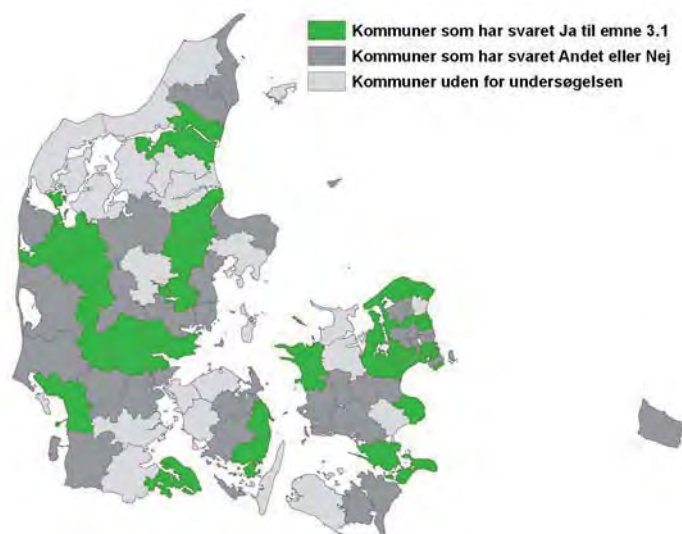 Kommuner som har svaret Ja til emne 3.1
Kommuner som har svaret Andet eller Nej
Kommuner uden for undersøgelsen